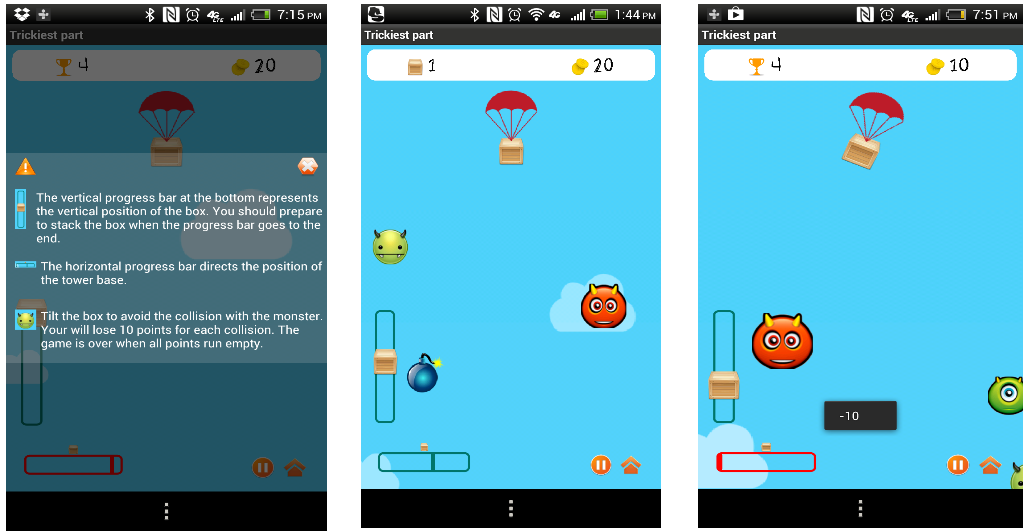 7:15 PM
Trickiest part
4
20
The vertical progress bar at the bottom represents
the vertical position of the box. You should prepare
to stack the box when the progress bar goes to the
end.
The horizontal progress bar directs the position of
the tower base.
Tilt the box to avoid the collision with the monster.
Your will lose 10 points for each collision. The
game is over when all points run empty.
4G 1:44 PM
Trickiest part
1
20
7:51 PM
Trickiest part
4
10
-10